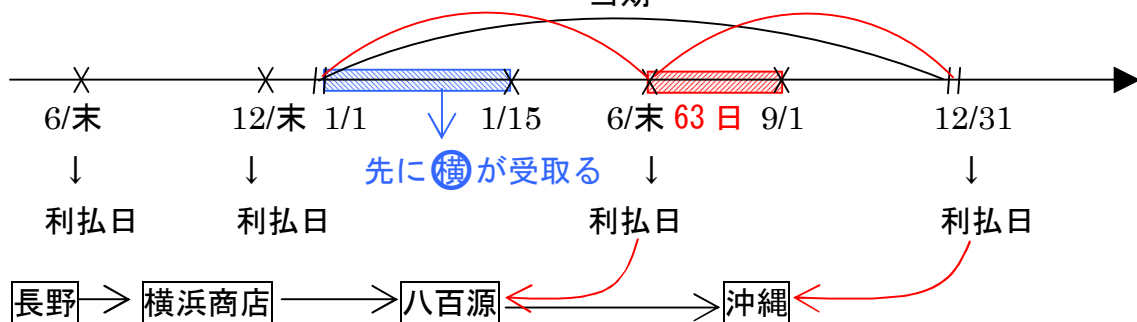 6/末 12/末 1/1 1/15 6/末 63 日 9/1 12/31
↓ ↓ 先に横が受取る ↓ ↓
利払日 利払日 利払日 利払日
長野 横浜商店 八百源 沖縄